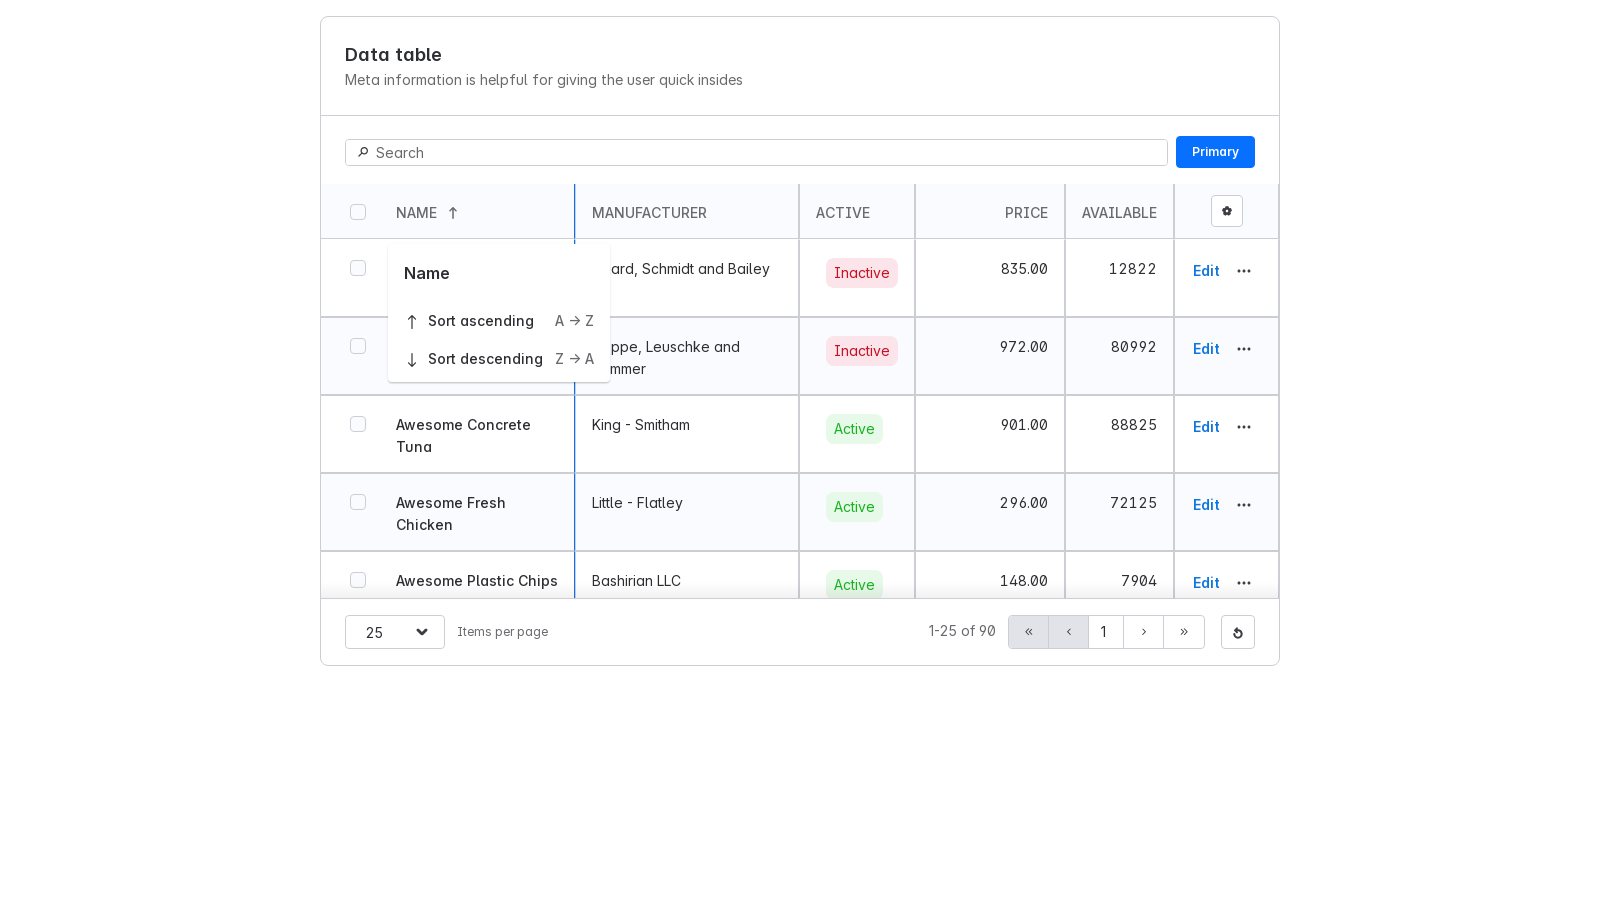 Data table
Meta information is helpful for giving the user quick insides
Search
Primary
NAME ↑ MANUFACTURER ACTIVE PRICE AVAILABLE
Name
Sort ascending A → Z
Sort descending Z → A
Schmidt and Bailey Inactive 835.00 12822 Edit
Leuschke and
Inactive 972.00 80992 Edit
Awesome Concrete
Tuna
King - Smitham Active 901.00 88825 Edit
Awesome Fresh
Chicken
Little - Flatley Active 296.00 72125 Edit
Awesome Plastic Chips Bashirian LLC Active 148.00 7904 Edit
25 Items per page 1-25 of 90 « ‹ 1 › »